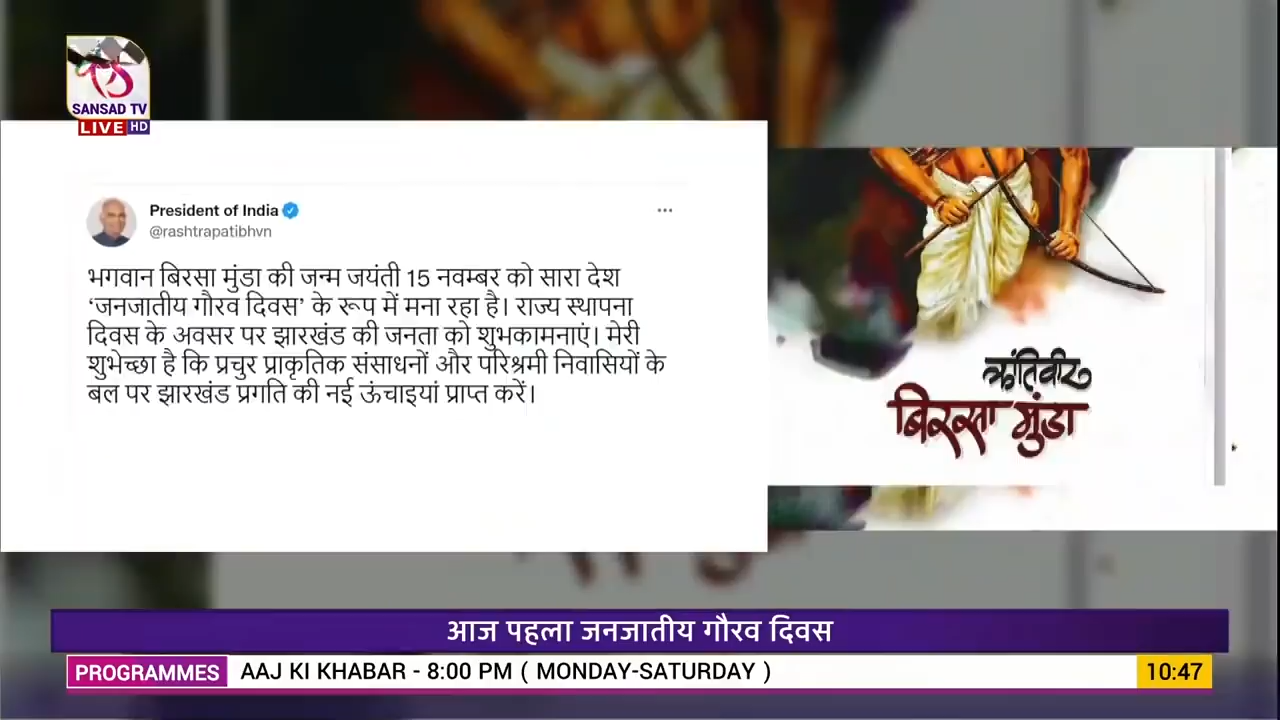 SANSAD TV
LIVE HD
President of India
@rashtrapatibhvn
भगवान बिरसा मुंडा की जन्म जयंती 15 नवम्बर को सारा देश
‘जनजातीय गौरव दिवस’ के रूप में मना रहा है। राज्य स्थापना
दिवस के अवसर पर झारखंड की जनता को शुभकामनाएं। मेरी
शुभेच्छा है कि प्रचुर प्राकृतिक संसाधनों और परिश्रमी निवासियों के
बल पर झारखंड प्रगति की नई ऊंचाइयां प्राप्त करें।
क्रांतिवीर
बिरसा मुंडा
आज पहला जनजातीय गौरव दिवस
PROGRAMMES AAJ KI KHABAR - 8:00 PM ( MONDAY-SATURDAY ) 10:47